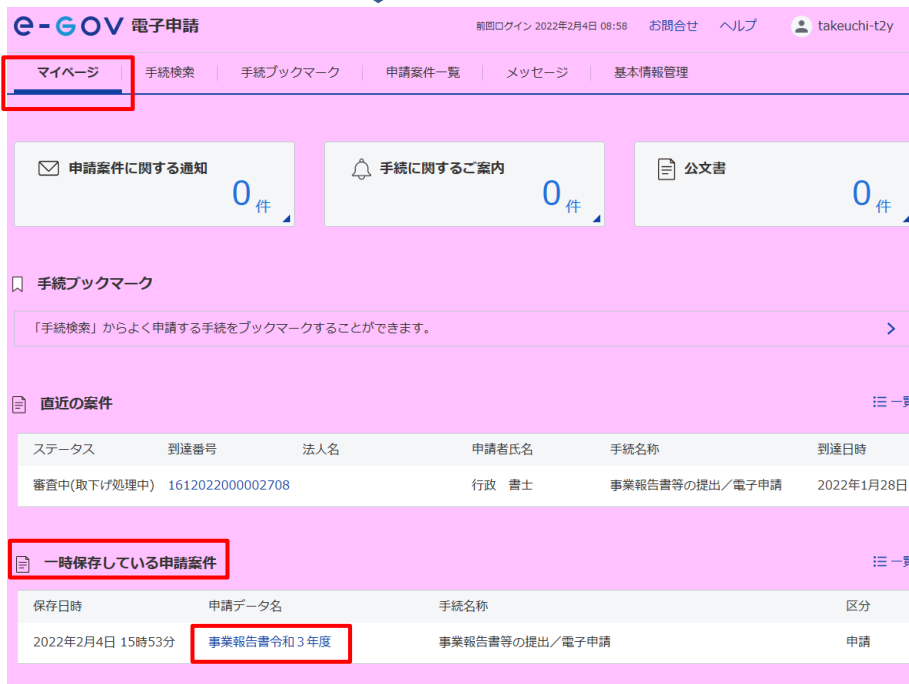 e-GOV 電子申請 前回ログイン 2022年2月4日 08:58 お問合せ ヘルプ takeuchi-t2y
マイページ 手続検索 手続ブックマーク 申請案件一覧 メッセージ 基本情報管理
申請案件に関する通知 手続に関するご案内 公文書
0件 0件 0件
手続ブックマーク
「手続検索」からよく申請する手続をブックマークすることができます。
直近の案件 一覧
ステータス 到達番号 法人名 申請者氏名 手続名称 到達日時
審査中(取下げ処理中) 1612022000002708 行政 書士 事業報告書等の提出／電子申請 2022年1月28日
一時保存している申請案件 一覧
保存日時 申請データ名 手続名称 区分
2022年2月4日 15時53分 事業報告書令和３年度 事業報告書等の提出／電子申請 申請